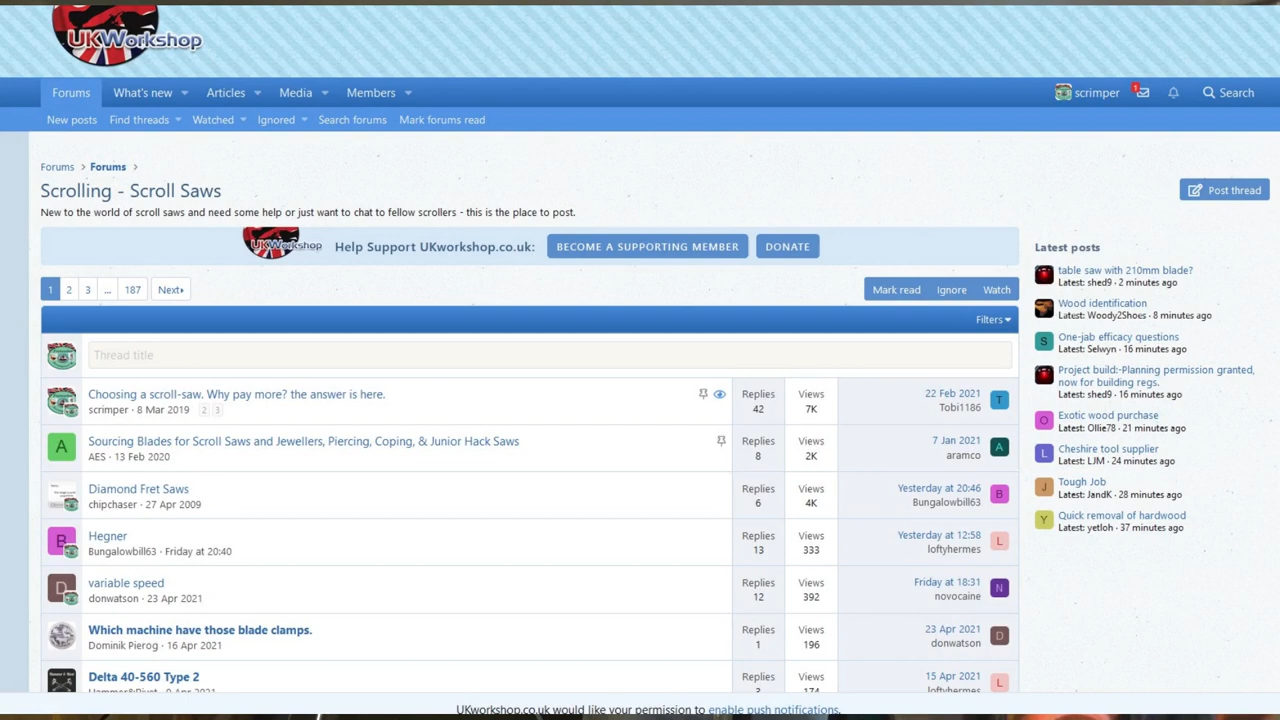 UKWorkshop
Forums What's new Articles Media Members scrimper 1 Search
New posts Find threads Watched Ignored Search forums Mark forums read
Forums > Forums >
Scrolling - Scroll Saws
Post thread
New to the world of scroll saws and need some help or just want to chat to fellow scrollers - this is the place to post.
UKWorkshop Help Support UKworkshop.co.uk: BECOME A SUPPORTING MEMBER DONATE
1 2 3 ... 187 Next
Mark read Ignore Watch
Filters
Thread title
Choosing a scroll-saw. Why pay more? the answer is here.
scrimper · 8 Mar 2019 2 3
Replies
42
Views
7K
22 Feb 2021
Tobi1186
T
A
Sourcing Blades for Scroll Saws and Jewellers, Piercing, Coping, & Junior Hack Saws
AES · 13 Feb 2020
Replies
8
Views
2K
7 Jan 2021
aramco
A
Diamond Fret Saws
chipchaser · 27 Apr 2009
Replies
6
Views
4K
Yesterday at 20:46
Bungalowbill63
B
B
Hegner
Bungalowbill63 · Friday at 20:40
Replies
13
Views
333
Yesterday at 12:58
loftyhermes
L
D
variable speed
donwatson · 23 Apr 2021
Replies
12
Views
392
Friday at 18:31
novocaine
N
Which machine have those blade clamps.
Dominik Pierog · 16 Apr 2021
Replies
1
Views
196
23 Apr 2021
donwatson
D
Delta 40-560 Type 2
Replies
Views
174
15 Apr 2021
loftyhermes
L
Latest posts
table saw with 210mm blade?
Latest: shed9 · 2 minutes ago
Wood identification
Latest: Woody2Shoes · 8 minutes ago
S
One-jab efficacy questions
Latest: Selwyn · 16 minutes ago
Project build:-Planning permission granted,
now for building regs.
Latest: shed9 · 16 minutes ago
O
Exotic wood purchase
Latest: Ollie78 · 21 minutes ago
L
Cheshire tool supplier
Latest: LJM · 24 minutes ago
J
Tough Job
Latest: JandK · 28 minutes ago
Y
Quick removal of hardwood
Latest: yetloh · 37 minutes ago
UKworkshop.co.uk would like your permission to enable push notifications.